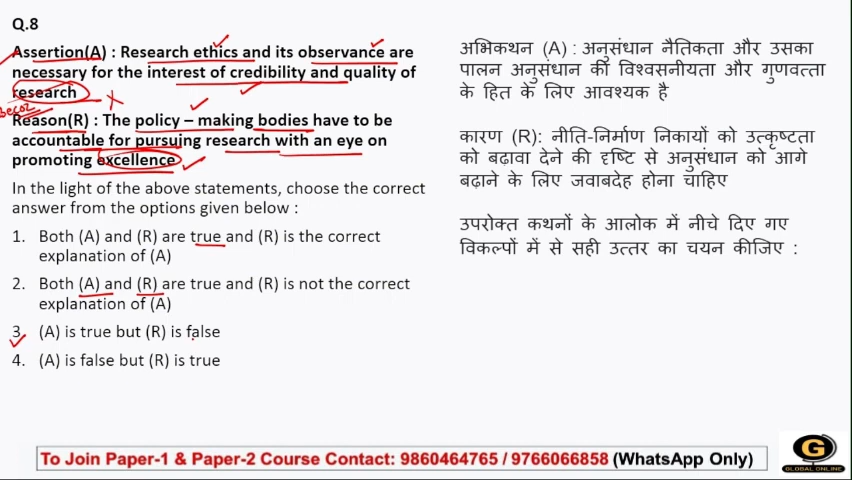 Q.8
Assertion(A) : Research ethics and its observance are
necessary for the interest of credibility and quality of
research
Becoz
Reason(R) : The policy – making bodies have to be
accountable for pursuing research with an eye on
promoting excellence
In the light of the above statements, choose the correct
answer from the options given below :
1. Both (A) and (R) are true and (R) is the correct
explanation of (A)
2. Both (A) and (R) are true and (R) is not the correct
explanation of (A)
3. (A) is true but (R) is false
4. (A) is false but (R) is true
अभिकथन (A) : अनुसंधान नैतिकता और उसका
पालन अनुसंधान की विश्वसनीयता और गुणवत्ता
के हित के लिए आवश्यक है
कारण (R): नीति-निर्माण निकायों को उत्कृष्टता
को बढ़ावा देने की दृष्टि से अनुसंधान को आगे
बढ़ाने के लिए जवाबदेह होना चाहिए
उपरोक्त कथनों के आलोक में नीचे दिए गए
विकल्पों में से सही उत्तर का चयन कीजिए :
To Join Paper-1 & Paper-2 Course Contact: 9860464765 / 9766066858 (WhatsApp Only)
G
GLOBAL ONLINE